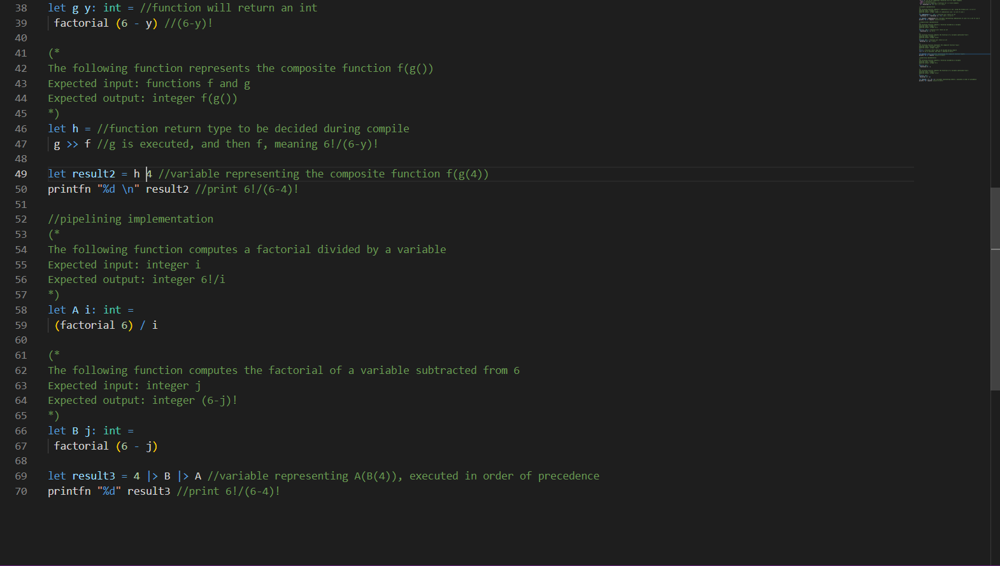 38 let g y: int = //function will return an int
39 factorial (6 - y) //(6-y)!
40
41 (*
42 The following function represents the composite function f(g())
43 Expected input: functions f and g
44 Expected output: integer f(g())
45 *)
46 let h = //function return type to be decided during compile
47 g >> f //g is executed, and then f, meaning 6!/(6-y)!
48
49 let result2 = h 4 //variable representing the composite function f(g(4))
50 printfn "%d \n" result2 //print 6!/(6-4)!
51
52 //pipelining implementation
53 (*
54 The following function computes a factorial divided by a variable
55 Expected input: integer i
56 Expected output: integer 6!/i
57 *)
58 let A i: int =
59 (factorial 6) / i
60
61 (*
62 The following function computes the factorial of a variable subtracted from 6
63 Expected input: integer j
64 Expected output: integer (6-j)!
65 *)
66 let B j: int =
67 factorial (6 - j)
68
69 let result3 = 4 |> B |> A //variable representing A(B(4)), executed in order of precedence
70 printfn "%d" result3 //print 6!/(6-4)!